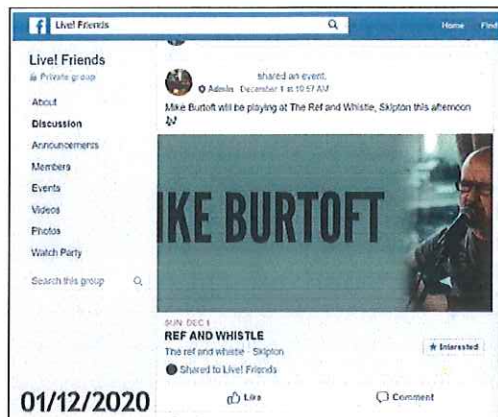 f Live! Friends Home Find
Live! Friends
Private group
About
Discussion
Announcements
Members
Events
Videos
Photos
Watch Party
Search this group
shared an event.
Admin · December 1 at 10:57 AM
Mike Burtoft will be playing at The Ref and Whistle, Skipton this afternoon
IKE BURTOFT
SUN, DEC 1
REF AND WHISTLE
The ref and whistle - Skipton
Interested
Shared to Live! Friends
Like Comment
01/12/2020